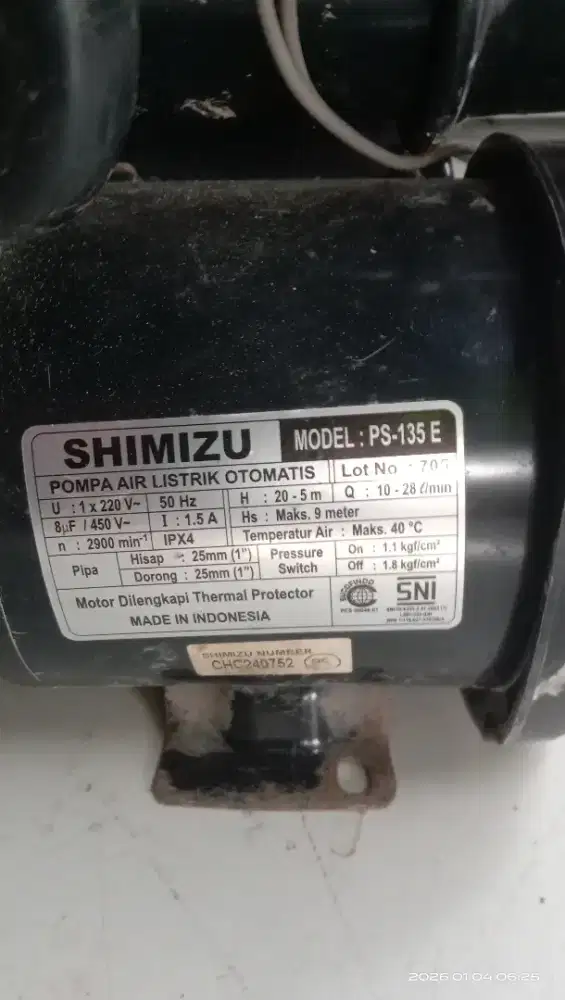 SHIMIZU
MODEL : PS-135 E
POMPA AIR LISTRIK OTOMATIS
Lot No
U : 1 x 220 V~ 50 Hz
H : 20 - 5 m Q : 10 - 28 ℓ/min
8µF / 450 V~ I : 1.5 A
Hs : Maks. 9 meter
n : 2900 min⁻¹ IPX4
Temperatur Air : Maks. 40 °C
Pipa
Hisap : 25mm (1")
Dorong : 25mm (1")
Pressure Switch
On : 1.1 kgf/cm²
Off : 1.8 kgf/cm²
Motor Dilengkapi Thermal Protector
MADE IN INDONESIA
SNI
SHIMIZU NUMBER
CHC240752
2026.01.04 06:26